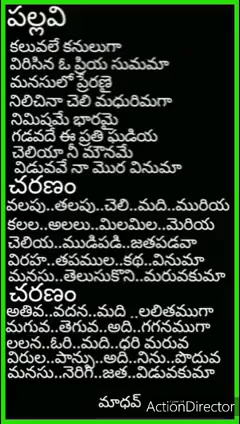 పల్లవి
కలువలే కనులుగా
విరిసిన ఓ ప్రియ సుమమా
మనసులో ప్రేరణై
నిలిచినా చెలి మధురిమగా
నిమిషమే భారమై
గడవదే ఈ ప్రతి ఘడియ
చెలియా నీ మౌనమే
విడువవే నా మొర వినుమా
చరణం
వలపు..తలపు..చెలి..మది..మురియ
కలల..అలలు..మిలమిల..మెరియ
చెలియ..ముడిపడి..జతపడవా
విరహ..తపముల..కథ..వినుమా
మనసు..తెలుసుకొని..మరువకుమా
చరణం
అతివ..వదన..మది ..లలితముగా
మగువ..తెగువ..అది..గగనముగా
లలన..ఓరి..మది..ధరి మరువ
విరుల..పాన్పు..అది..నిను..పొదువ
మనసు..నెరిగి..జత..విడువకుమా
మాధవ్
ActionDirector